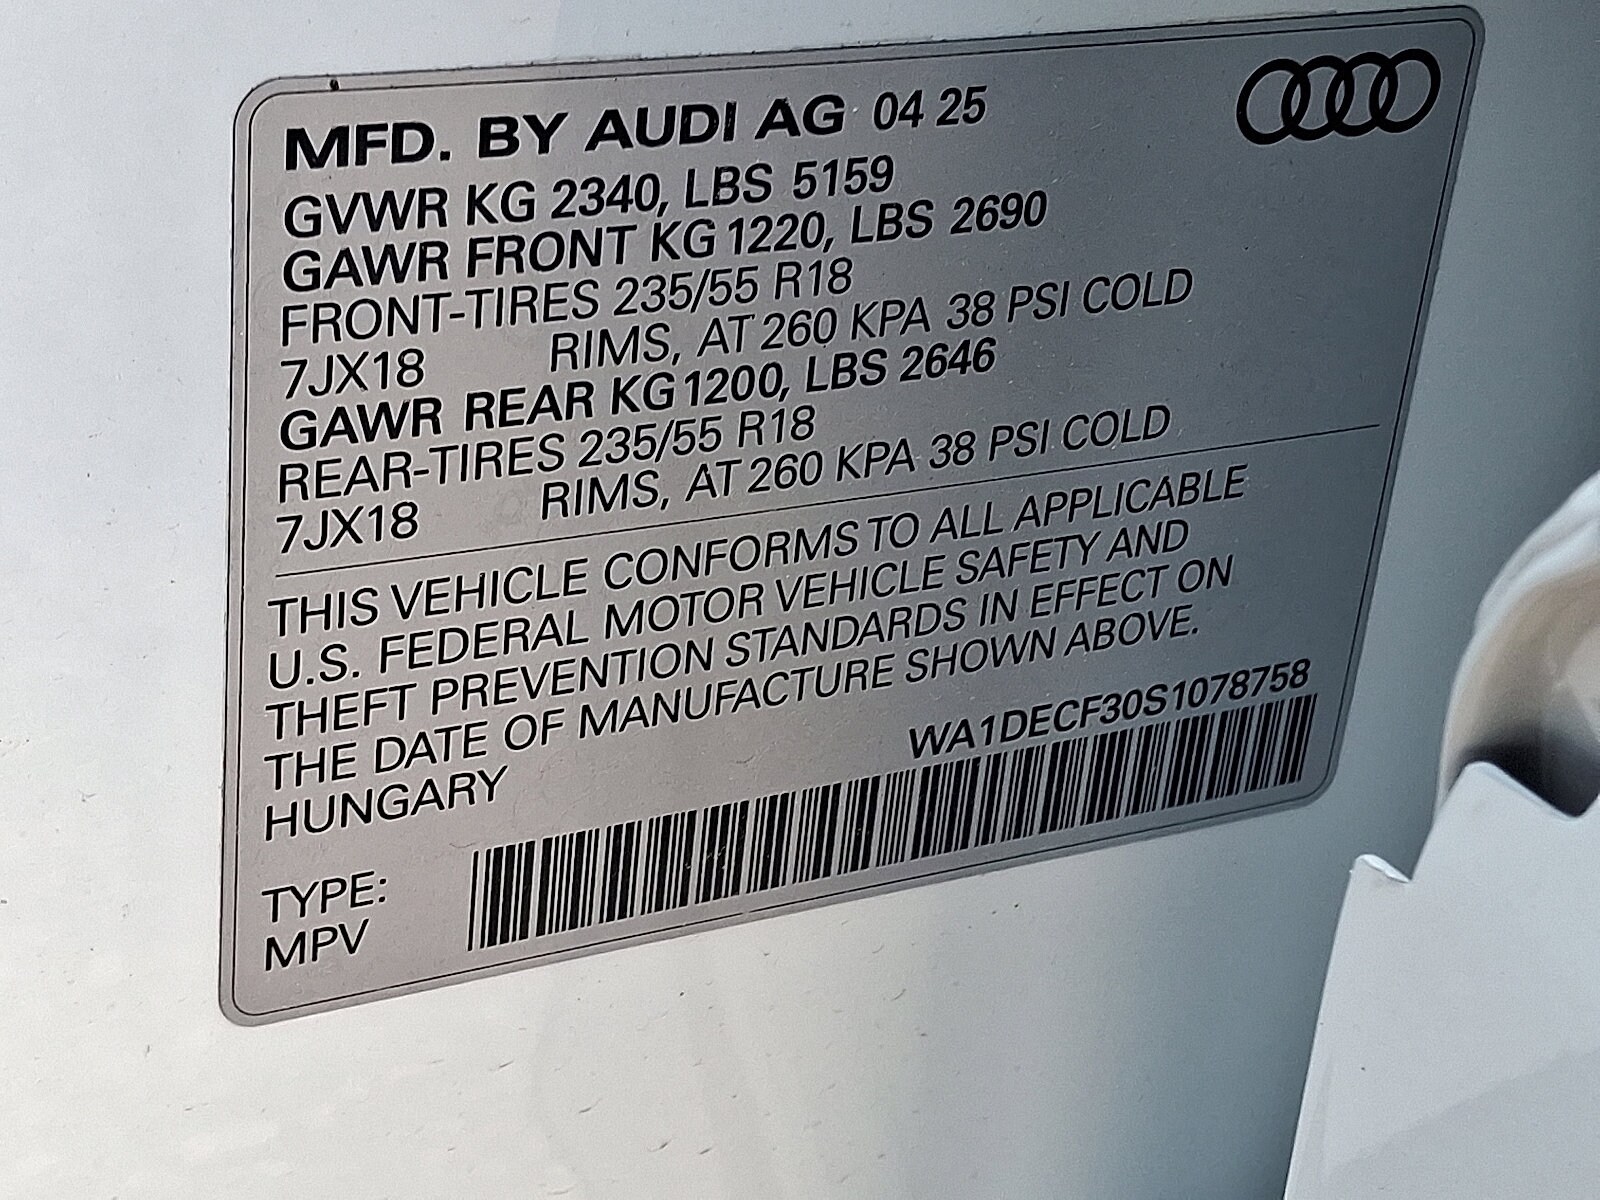 MFD. BY AUDI AG 04 25
GVWR KG 2340, LBS 5159
GAWR FRONT KG 1220, LBS 2690
FRONT-TIRES 235/55 R18
7JX18 RIMS, AT 260 KPA 38 PSI COLD
GAWR REAR KG 1200, LBS 2646
REAR-TIRES 235/55 R18
7JX18 RIMS, AT 260 KPA 38 PSI COLD
THIS VEHICLE CONFORMS TO ALL APPLICABLE
U.S. FEDERAL MOTOR VEHICLE SAFETY AND
THEFT PREVENTION STANDARDS IN EFFECT ON
THE DATE OF MANUFACTURE SHOWN ABOVE.
HUNGARY WA1DECF30S1078758
TYPE:
MPV